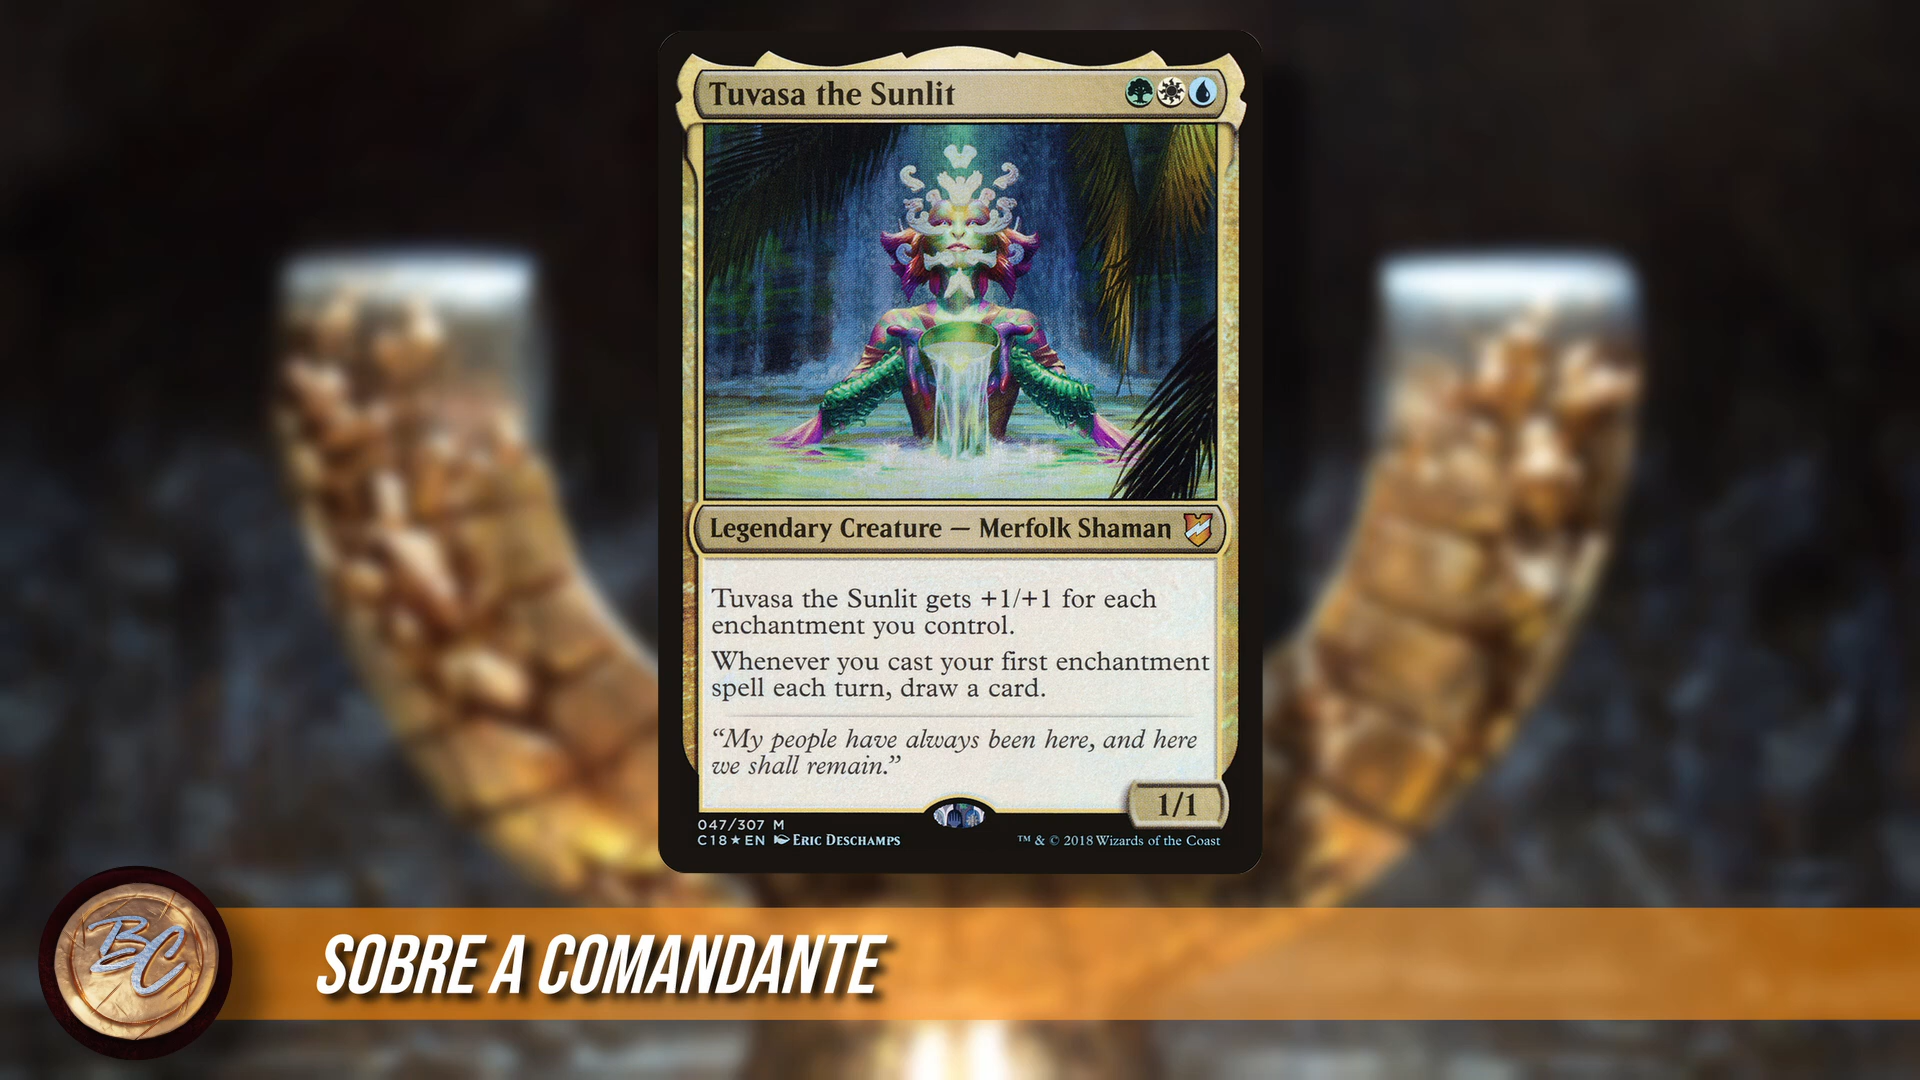 Tuvasa the Sunlit
Legendary Creature — Merfolk Shaman
Tuvasa the Sunlit gets +1/+1 for each
enchantment you control.
Whenever you cast your first enchantment
spell each turn, draw a card.
“My people have always been here, and here
we shall remain.”
1/1
047/307 M
C18★EN Eric Deschamps
™ & © 2018 Wizards of the Coast
BC
SOBRE A COMANDANTE